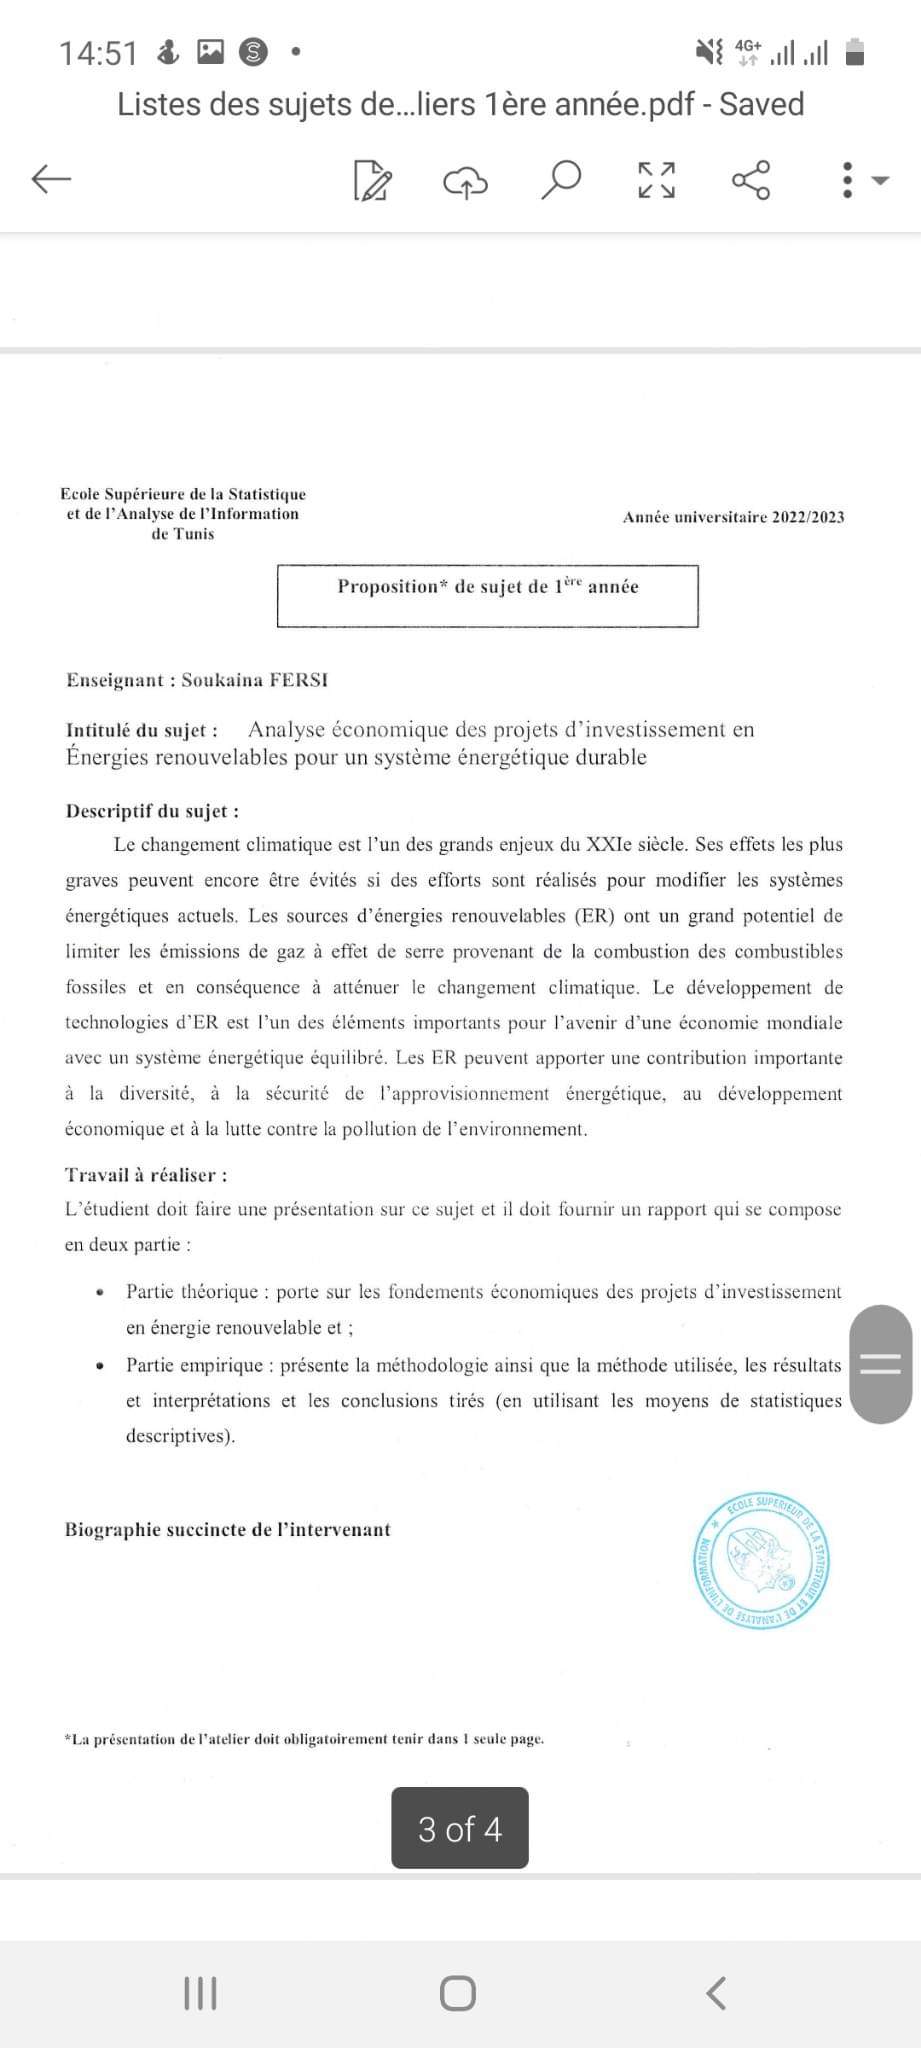 14:51
4G+
Listes des sujets de...liers 1ère année.pdf - Saved
Ecole Supérieure de la Statistique
et de l'Analyse de l'Information
de Tunis
Année universitaire 2022/2023
Proposition* de sujet de 1ère année
Enseignant : Soukaina FERSI
Intitulé du sujet : Analyse économique des projets d'investissement en
Énergies renouvelables pour un système énergétique durable
Descriptif du sujet :
Le changement climatique est l'un des grands enjeux du XXIe siècle. Ses effets les plus
graves peuvent encore être évités si des efforts sont réalisés pour modifier les systèmes
énergétiques actuels. Les sources d'énergies renouvelables (ER) ont un grand potentiel de
limiter les émissions de gaz à effet de serre provenant de la combustion des combustibles
fossiles et en conséquence à atténuer le changement climatique. Le développement de
technologies d'ER est l'un des éléments importants pour l'avenir d'une économie mondiale
avec un système énergétique équilibré. Les ER peuvent apporter une contribution importante
à la diversité, à la sécurité de l'approvisionnement énergétique, au développement
économique et à la lutte contre la pollution de l'environnement.
Travail à réaliser :
L'étudiant doit faire une présentation sur ce sujet et il doit fournir un rapport qui se compose
en deux partie :
• Partie théorique : porte sur les fondements économiques des projets d'investissement
en énergie renouvelable et ;
• Partie empirique : présente la méthodologie ainsi que la méthode utilisée, les résultats
et interprétations et les conclusions tirés (en utilisant les moyens de statistiques
descriptives).
Biographie succincte de l'intervenant
ECOLE SUPERIEUR DE LA STATISTIQUE ET DE L'ANALYSE DE L'INFORMATION
*La présentation de l'atelier doit obligatoirement tenir dans 1 seule page.
3 of 4